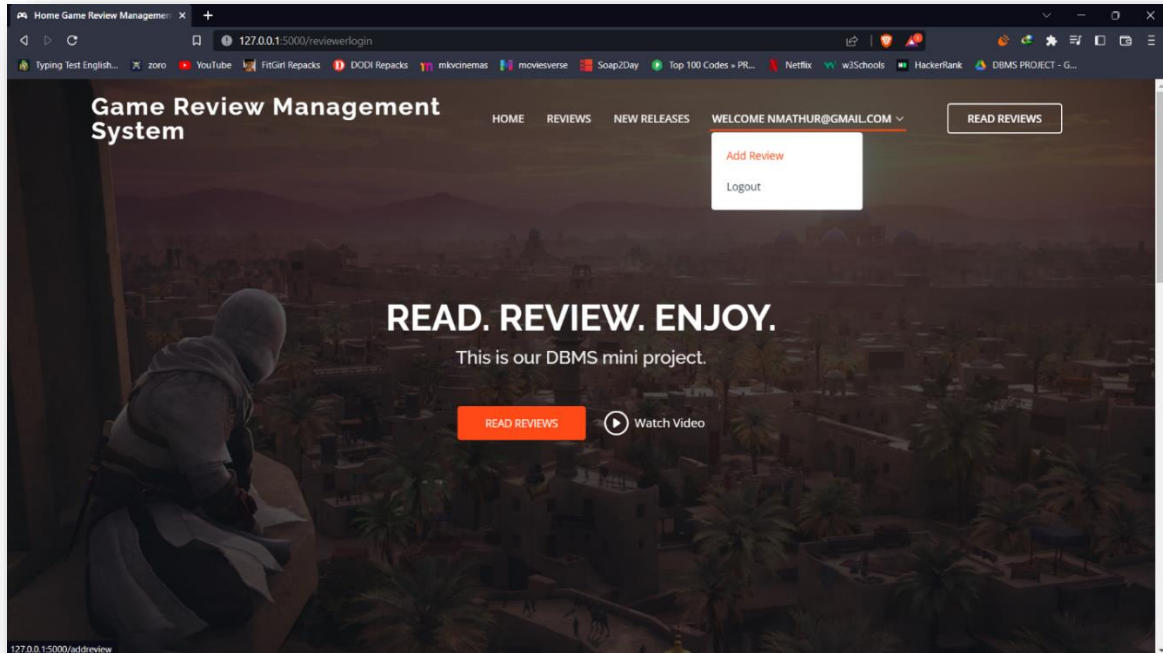 Home Game Review Managemen
127.0.0.1:5000/reviewerlogin
Typing Test English... zoro YouTube FitGirl Repacks DODI Repacks mkvcinemas moviesverse Soap2Day Top 100 Codes » PR... Netflix w3Schools HackerRank DBMS PROJECT - G...
Game Review Management
System
HOME REVIEWS NEW RELEASES WELCOME NMATHUR@GMAIL.COM READ REVIEWS
Add Review
Logout
READ. REVIEW. ENJOY.
This is our DBMS mini project.
READ REVIEWS Watch Video
127.0.0.1:5000/addreview